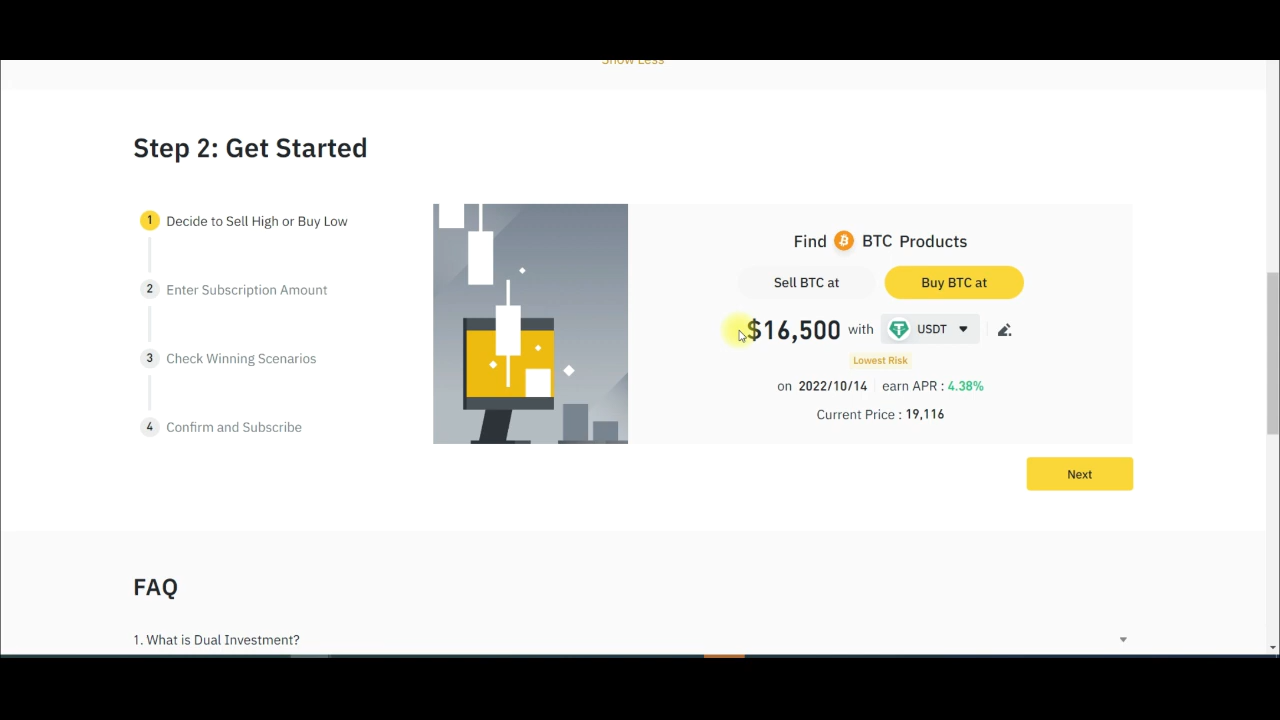 Show Less
Step 2: Get Started
1 Decide to Sell High or Buy Low
2 Enter Subscription Amount
3 Check Winning Scenarios
4 Confirm and Subscribe
Find BTC Products
Sell BTC at Buy BTC at
$16,500 with USDT
Lowest Risk
on 2022/10/14 earn APR : 4.38%
Current Price : 19,116
Next
FAQ
1. What is Dual Investment?